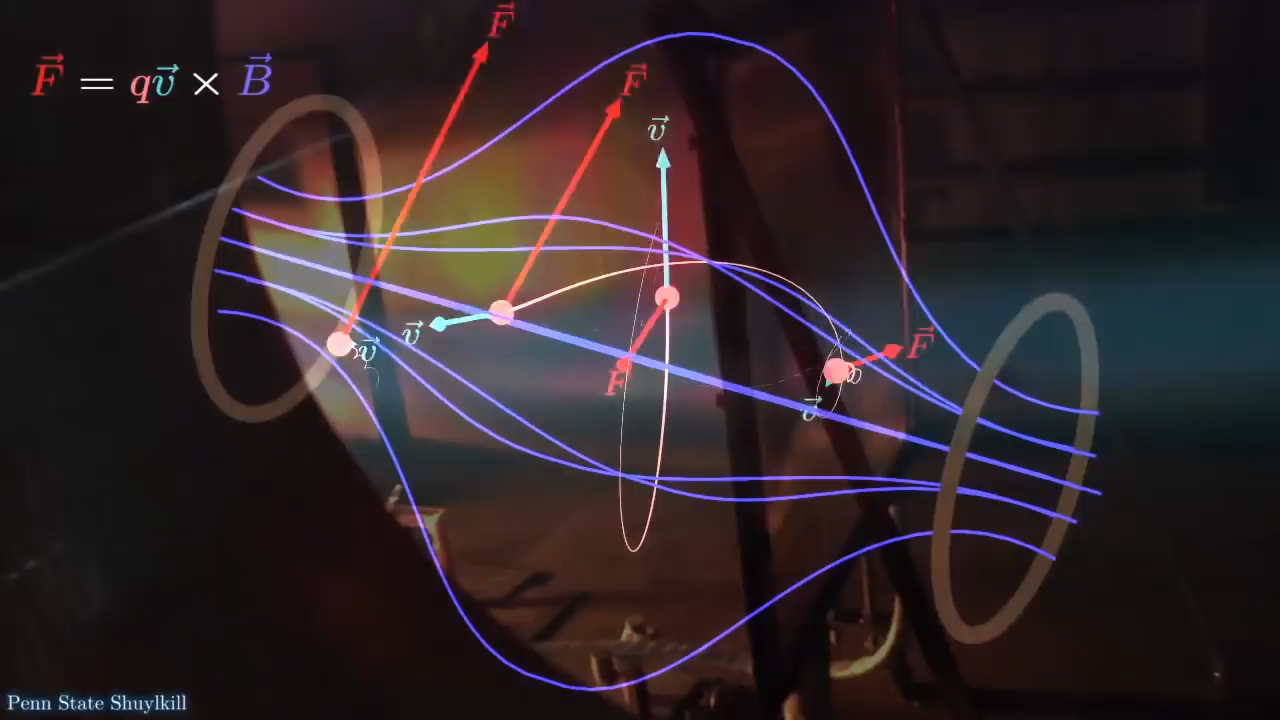 F⃗ = qv⃗ × B⃗
F⃗
F⃗
v⃗
v⃗
v⃗
F⃗
F⃗
v⃗
Penn State Shuylkill